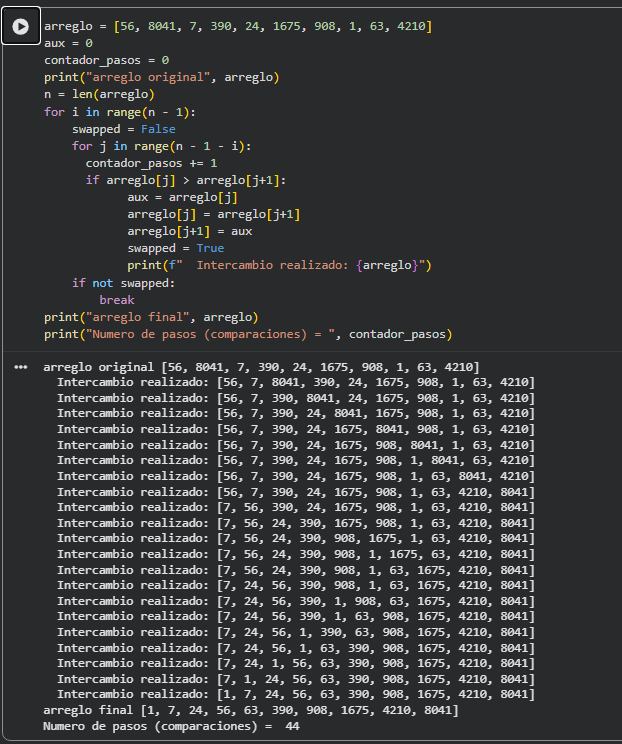 arreglo = [56, 8041, 7, 390, 24, 1675, 908, 1, 63, 4210]
aux = 0
contador_pasos = 0
print("arreglo original", arreglo)
n = len(arreglo)
for i in range(n - 1):
    swapped = False
    for j in range(n - 1 - i):
      contador_pasos += 1
      if arreglo[j] > arreglo[j+1]:
            aux = arreglo[j]
            arreglo[j] = arreglo[j+1]
            arreglo[j+1] = aux
            swapped = True
            print(f"  Intercambio realizado: {arreglo}")
    if not swapped:
        break
print("arreglo final", arreglo)
print("Numero de pasos (comparaciones) = ", contador_pasos)
••• arreglo original [56, 8041, 7, 390, 24, 1675, 908, 1, 63, 4210]
  Intercambio realizado: [56, 7, 8041, 390, 24, 1675, 908, 1, 63, 4210]
  Intercambio realizado: [56, 7, 390, 8041, 24, 1675, 908, 1, 63, 4210]
  Intercambio realizado: [56, 7, 390, 24, 8041, 1675, 908, 1, 63, 4210]
  Intercambio realizado: [56, 7, 390, 24, 1675, 8041, 908, 1, 63, 4210]
  Intercambio realizado: [56, 7, 390, 24, 1675, 908, 8041, 1, 63, 4210]
  Intercambio realizado: [56, 7, 390, 24, 1675, 908, 1, 8041, 63, 4210]
  Intercambio realizado: [56, 7, 390, 24, 1675, 908, 1, 63, 8041, 4210]
  Intercambio realizado: [56, 7, 390, 24, 1675, 908, 1, 63, 4210, 8041]
  Intercambio realizado: [7, 56, 390, 24, 1675, 908, 1, 63, 4210, 8041]
  Intercambio realizado: [7, 56, 24, 390, 1675, 908, 1, 63, 4210, 8041]
  Intercambio realizado: [7, 56, 24, 390, 908, 1675, 1, 63, 4210, 8041]
  Intercambio realizado: [7, 56, 24, 390, 908, 1, 1675, 63, 4210, 8041]
  Intercambio realizado: [7, 56, 24, 390, 908, 1, 63, 1675, 4210, 8041]
  Intercambio realizado: [7, 24, 56, 390, 908, 1, 63, 1675, 4210, 8041]
  Intercambio realizado: [7, 24, 56, 390, 1, 908, 63, 1675, 4210, 8041]
  Intercambio realizado: [7, 24, 56, 390, 1, 63, 908, 1675, 4210, 8041]
  Intercambio realizado: [7, 24, 56, 1, 390, 63, 908, 1675, 4210, 8041]
  Intercambio realizado: [7, 24, 56, 1, 63, 390, 908, 1675, 4210, 8041]
  Intercambio realizado: [7, 24, 1, 56, 63, 390, 908, 1675, 4210, 8041]
  Intercambio realizado: [7, 1, 24, 56, 63, 390, 908, 1675, 4210, 8041]
  Intercambio realizado: [1, 7, 24, 56, 63, 390, 908, 1675, 4210, 8041]
arreglo final [1, 7, 24, 56, 63, 390, 908, 1675, 4210, 8041]
Numero de pasos (comparaciones) =  44